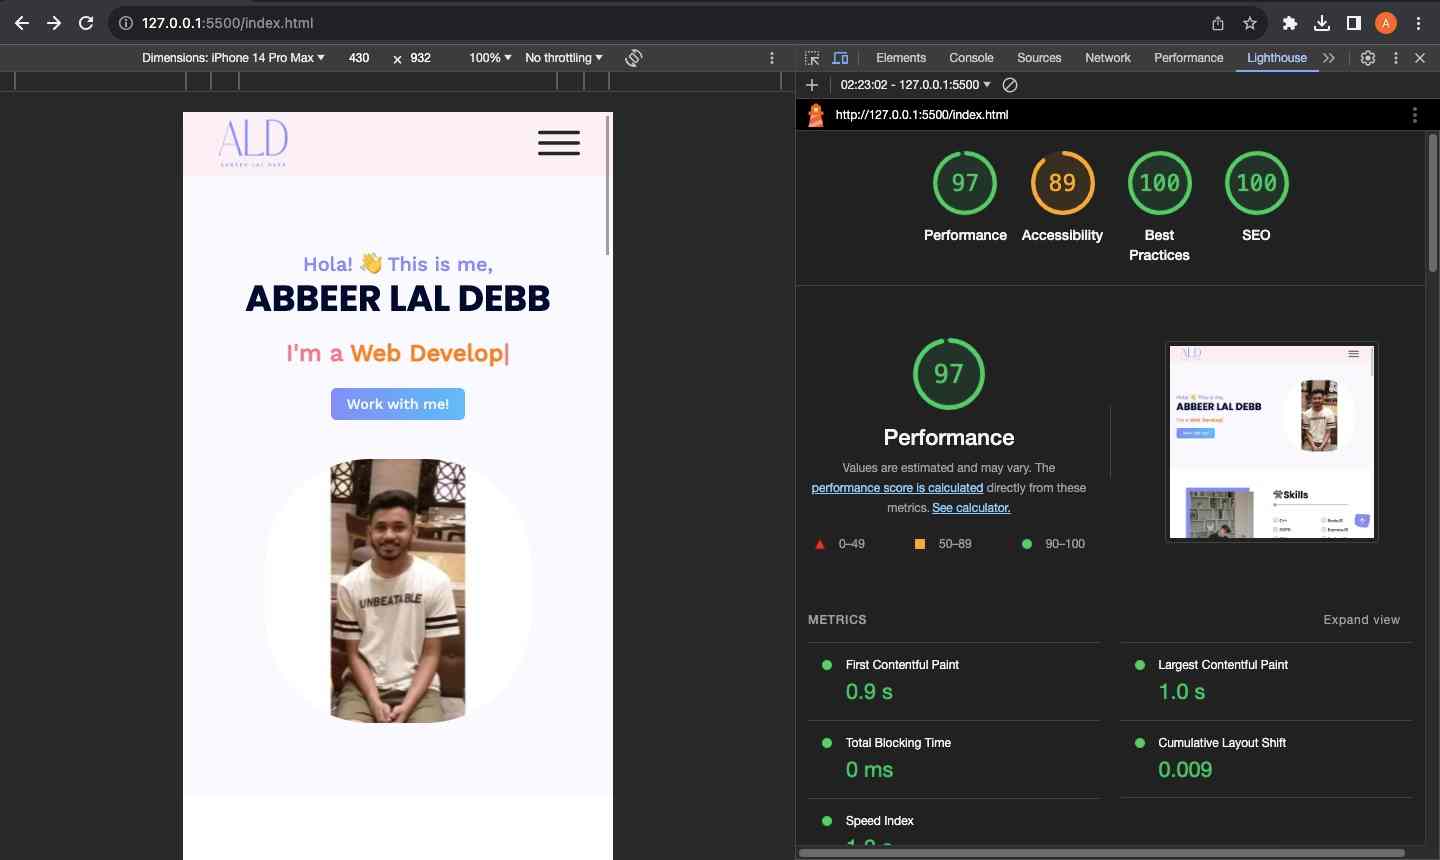 127.0.0.1:5500/index.html
A
Dimensions: iPhone 14 Pro Max 430 × 932 100% No throttling
Elements Console Sources Network Performance Lighthouse
02:23:02 - 127.0.0.1:5500
http://127.0.0.1:5500/index.html
ALD
ABBEER LAL DEBB
Hola! 👋 This is me,
ABBEER LAL DEBB
I'm a Web Develop|
Work with me!
UNBEATABLE
97 89 100 100
Performance Accessibility Best Practices SEO
97
Performance
Values are estimated and may vary. The
performance score is calculated directly from these
metrics. See calculator.
0–49 50–89 90–100
ALD
Hola! 👋 This is me,
ABBEER LAL DEBB
I'm a Web Develop|
Work with me!
🛠Skills
C++
METRICS Expand view
First Contentful Paint
0.9 s
Largest Contentful Paint
1.0 s
Total Blocking Time
0 ms
Cumulative Layout Shift
0.009
Speed Index